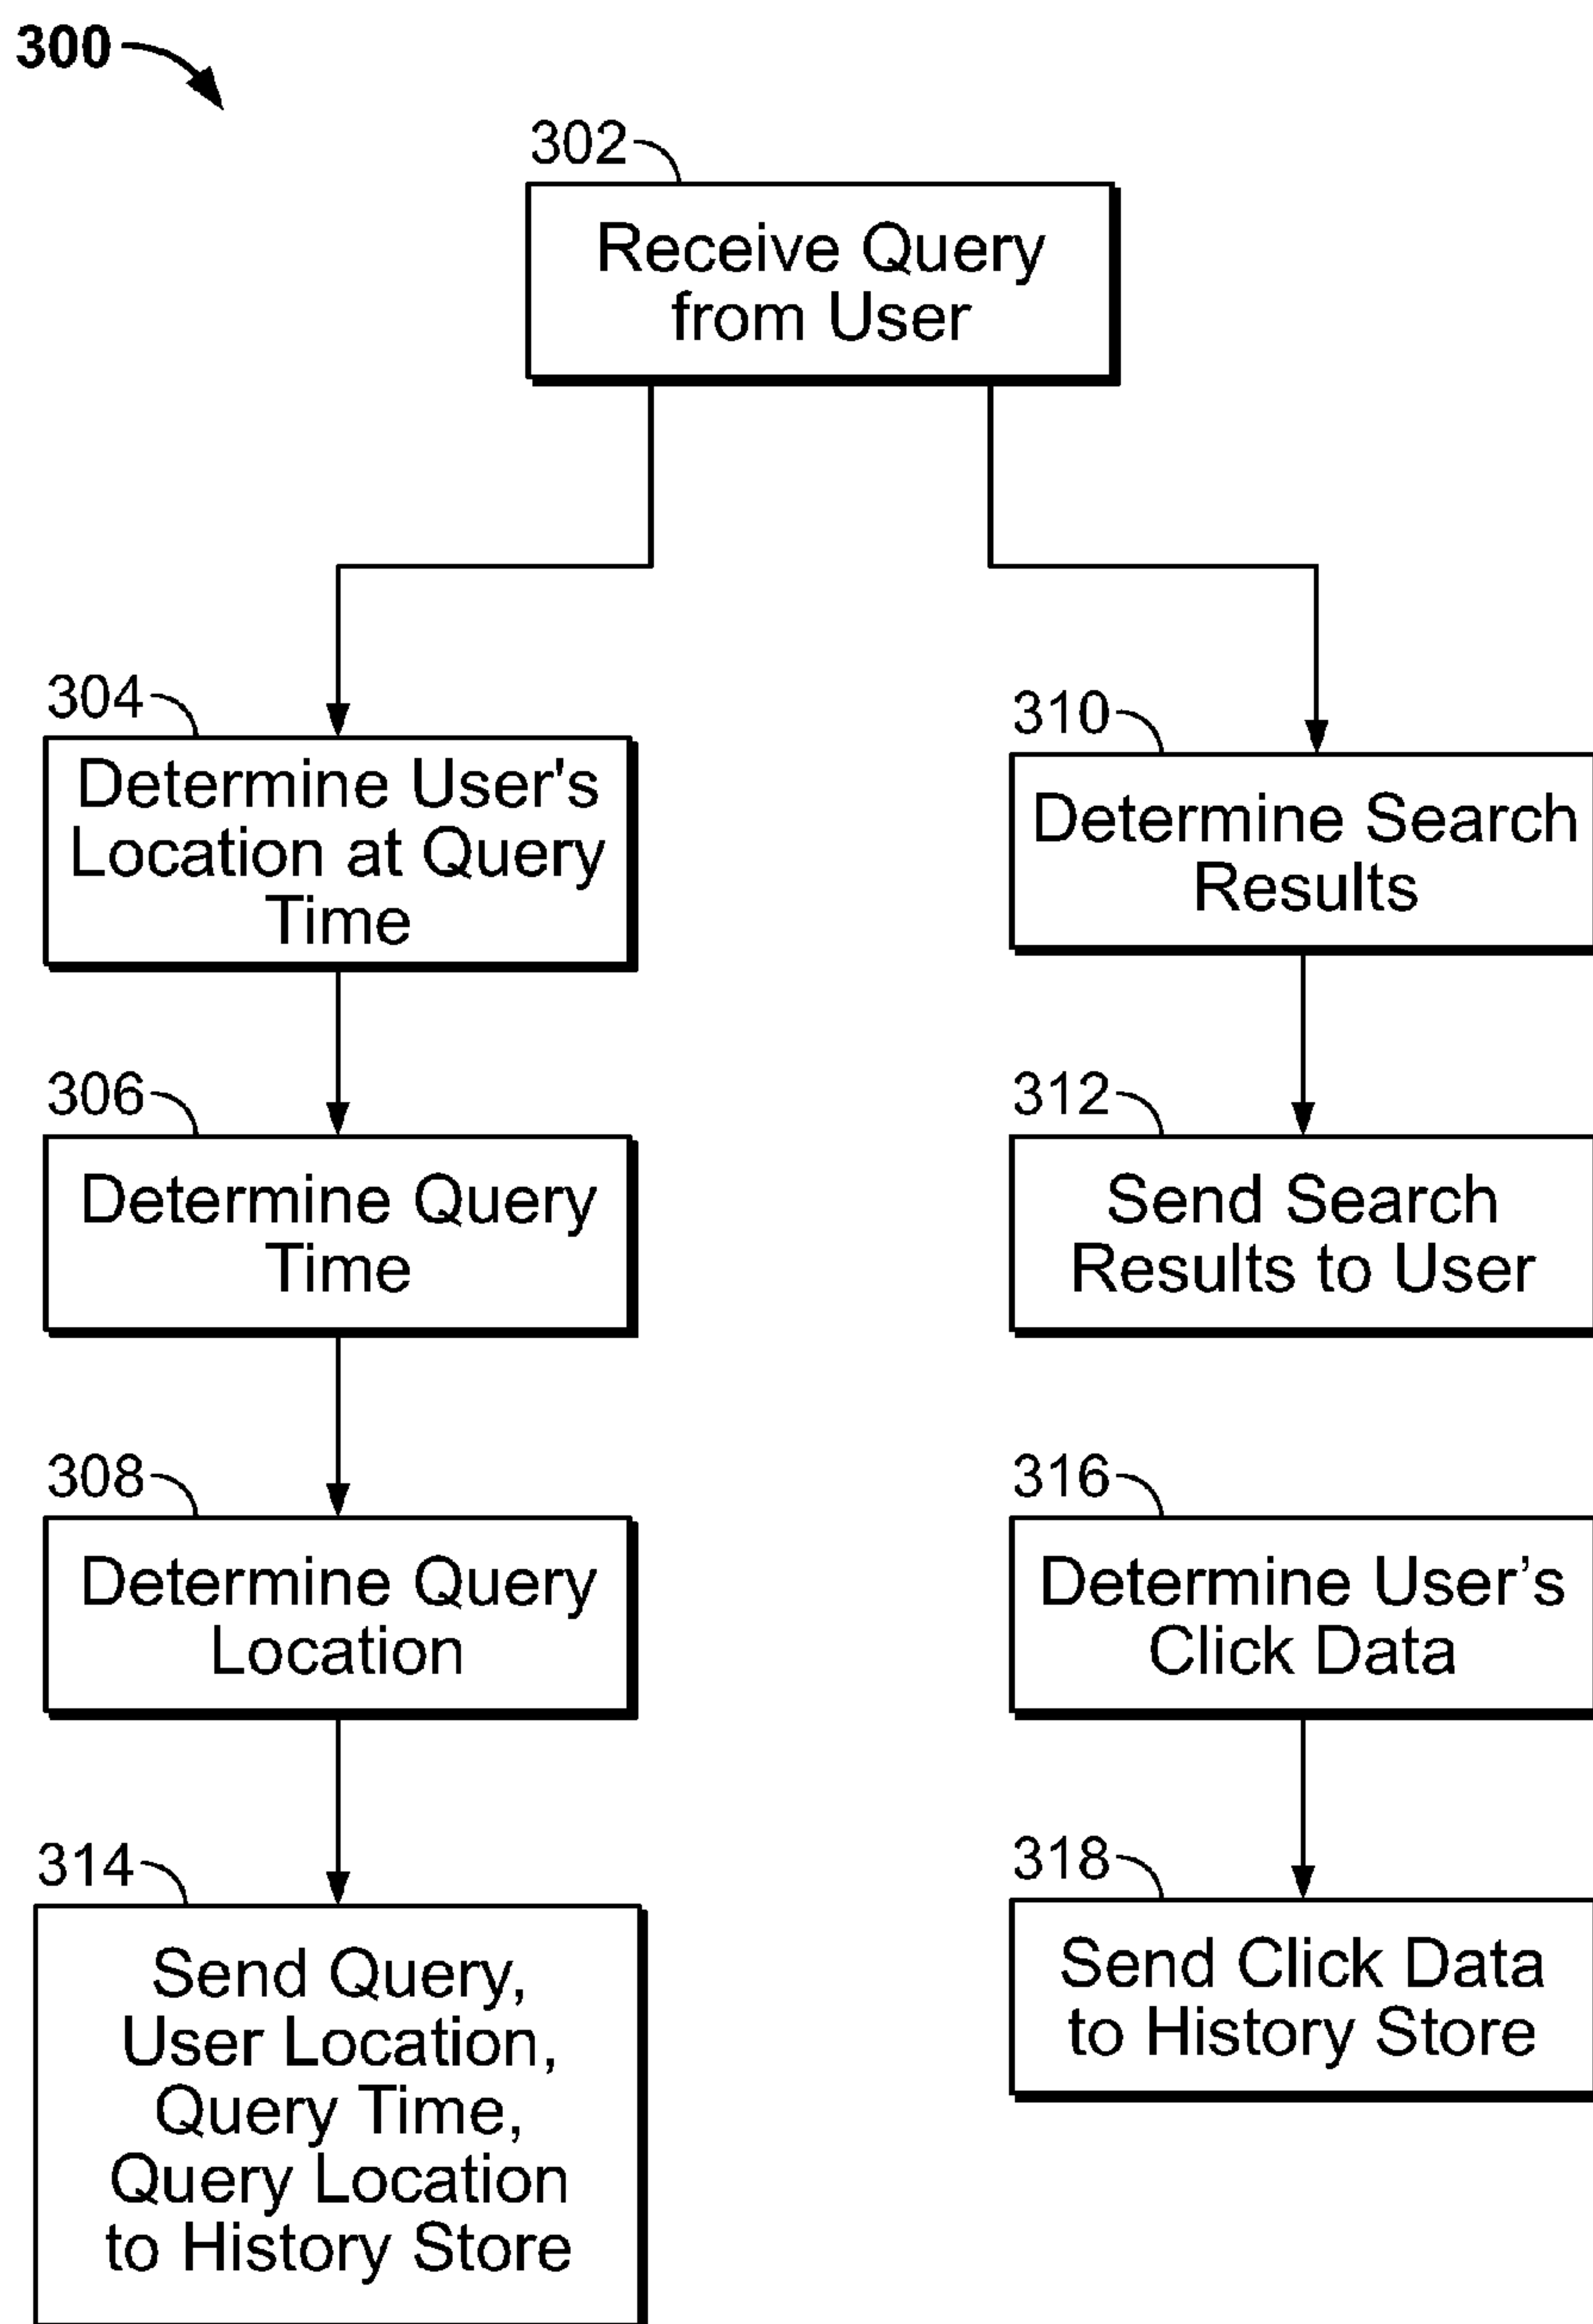 300
302
Receive Query
from User
304
Determine User's
Location at Query
Time
306
Determine Query
Time
308
Determine Query
Location
314
Send Query,
User Location,
Query Time,
Query Location
to History Store
310
Determine Search
Results
312
Send Search
Results to User
316
Determine User’s
Click Data
318
Send Click Data
to History Store